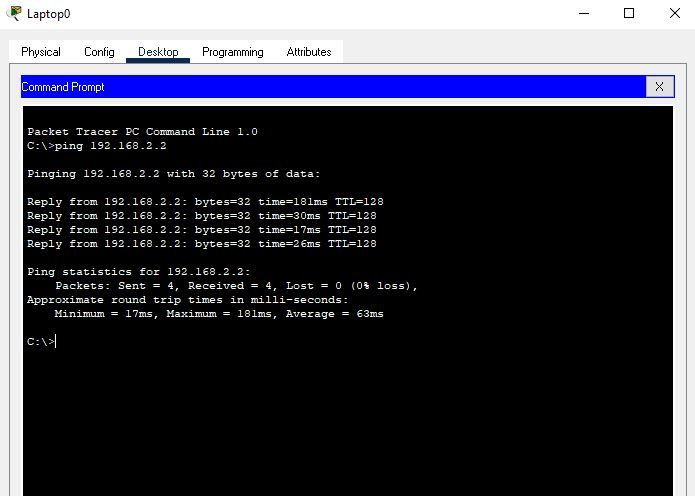 Laptop0
Physical Config Desktop Programming Attributes
Command Prompt X
Packet Tracer PC Command Line 1.0
C:\>ping 192.168.2.2
Pinging 192.168.2.2 with 32 bytes of data:
Reply from 192.168.2.2: bytes=32 time=181ms TTL=128
Reply from 192.168.2.2: bytes=32 time=30ms TTL=128
Reply from 192.168.2.2: bytes=32 time=17ms TTL=128
Reply from 192.168.2.2: bytes=32 time=26ms TTL=128
Ping statistics for 192.168.2.2:
Packets: Sent = 4, Received = 4, Lost = 0 (0% loss),
Approximate round trip times in milli-seconds:
Minimum = 17ms, Maximum = 181ms, Average = 63ms
C:\>